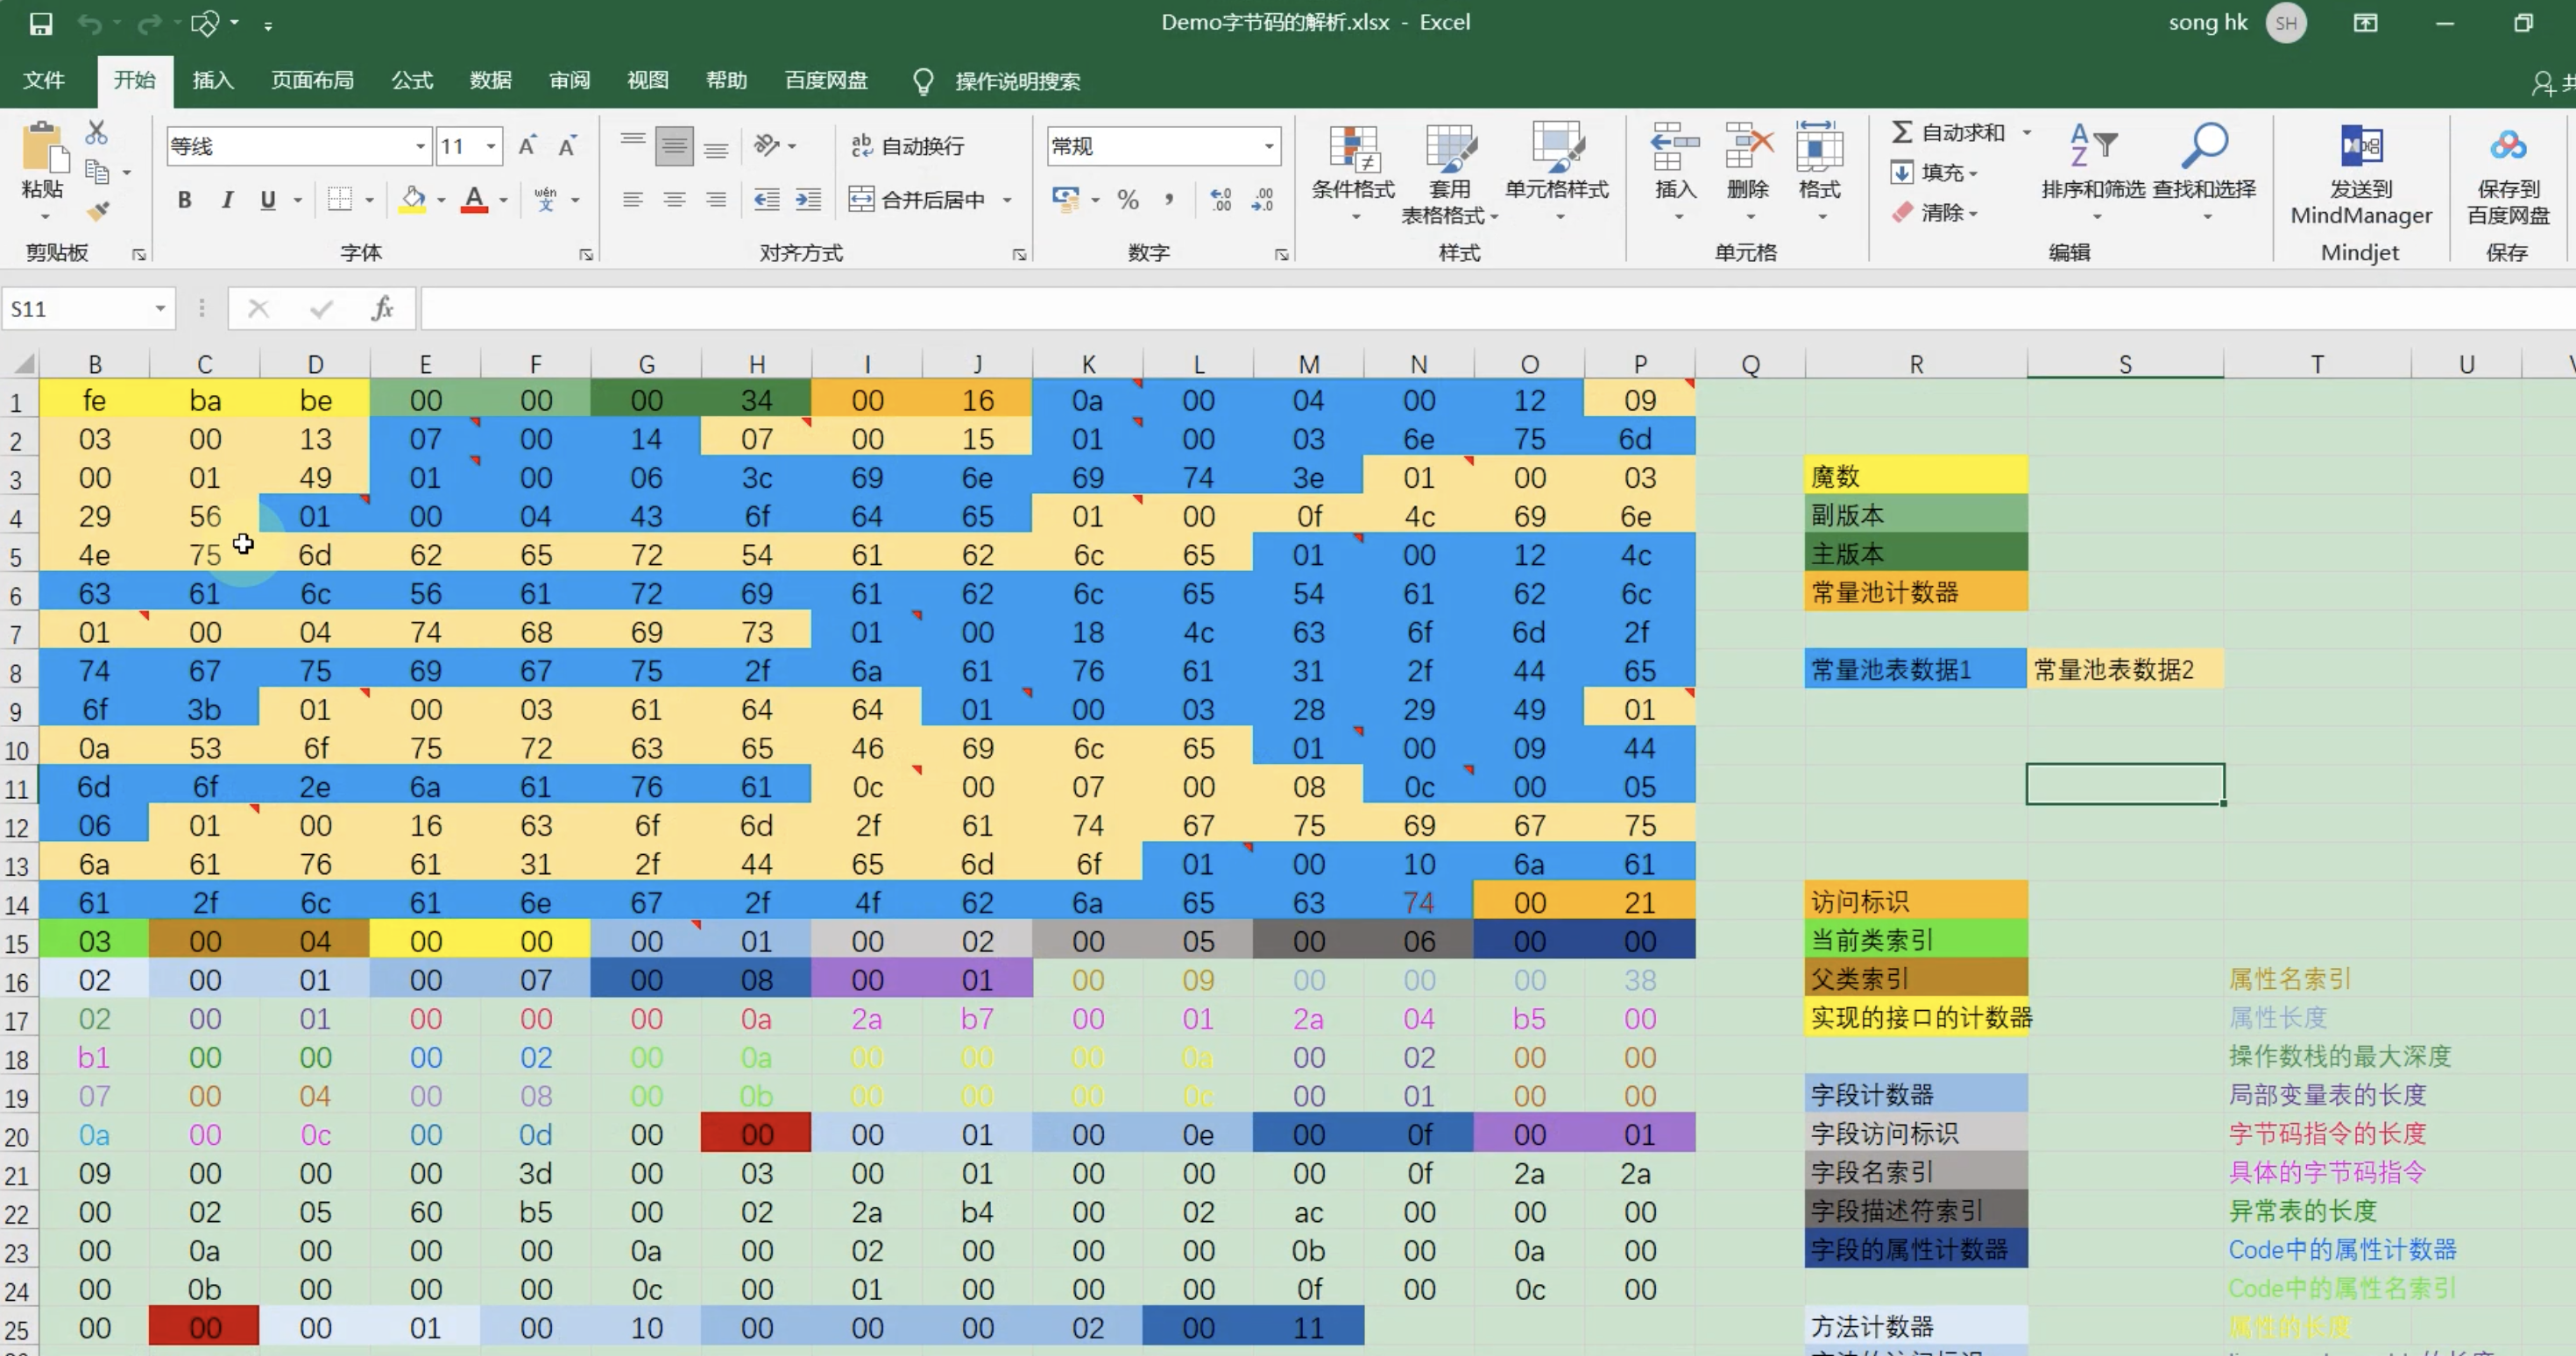 Demo字节码的解析.xlsx - Excel
song hk
SH
文件 开始 插入 页面布局 公式 数据 审阅 视图 帮助 百度网盘 操作说明搜索
等线 11 自动换行 常规 自动求和
粘贴 B I U A wén 文 合并后居中 % 条件格式 套用 表格格式 单元格样式 插入 删除 格式 填充 清除 排序和筛选 查找和选择 发送到 MindManager 保存到 百度网盘
剪贴板 字体 对齐方式 数字 样式 单元格 编辑 Mindjet 保存
S11 fx
B C D E F G H I J K L M N O P Q R S T U
1 fe ba be 00 00 00 34 00 16 0a 00 04 00 12 09
2 03 00 13 07 00 14 07 00 15 01 00 03 6e 75 6d
3 00 01 49 01 00 06 3c 69 6e 69 74 3e 01 00 03 魔数
4 29 56 01 00 04 43 6f 64 65 01 00 0f 4c 69 6e 副版本
5 4e 75 6d 62 65 72 54 61 62 6c 65 01 00 12 4c 主版本
6 63 61 6c 56 61 72 69 61 62 6c 65 54 61 62 6c 常量池计数器
7 01 00 04 74 68 69 73 01 00 18 4c 63 6f 6d 2f
8 74 67 75 69 67 75 2f 6a 61 76 61 31 2f 44 65 常量池表数据1 常量池表数据2
9 6f 3b 01 00 03 61 64 64 01 00 03 28 29 49 01
10 0a 53 6f 75 72 63 65 46 69 6c 65 01 00 09 44
11 6d 6f 2e 6a 61 76 61 0c 00 07 00 08 0c 00 05
12 06 01 00 16 63 6f 6d 2f 61 74 67 75 69 67 75
13 6a 61 76 61 31 2f 44 65 6d 6f 01 00 10 6a 61
14 61 2f 6c 61 6e 67 2f 4f 62 6a 65 63 74 00 21 访问标识
15 03 00 04 00 00 00 01 00 02 00 05 00 06 00 00 当前类索引
16 02 00 01 00 07 00 08 00 01 00 09 00 00 00 38 父类索引 属性名索引
17 02 00 01 00 00 00 0a 2a b7 00 01 2a 04 b5 00 实现的接口的计数器 属性长度
18 b1 00 00 00 02 00 0a 00 00 00 0a 00 02 00 00 操作数栈的最大深度
19 07 00 04 00 08 00 0b 00 00 00 0c 00 01 00 00 字段计数器 局部变量表的长度
20 0a 00 0c 00 0d 00 00 00 01 00 0e 00 0f 00 01 字段访问标识 字节码指令的长度
21 09 00 00 00 3d 00 03 00 01 00 00 00 0f 2a 2a 字段名索引 具体的字节码指令
22 00 02 05 60 b5 00 02 2a b4 00 02 ac 00 00 00 字段描述符索引 异常表的长度
23 00 0a 00 00 00 0a 00 02 00 00 00 0b 00 0a 00 字段的属性计数器 Code中的属性计数器
24 00 0b 00 00 00 0c 00 01 00 00 00 0f 00 0c 00 Code中的属性名索引
25 00 00 00 01 00 10 00 00 00 02 00 11 方法计数器 属性的长度